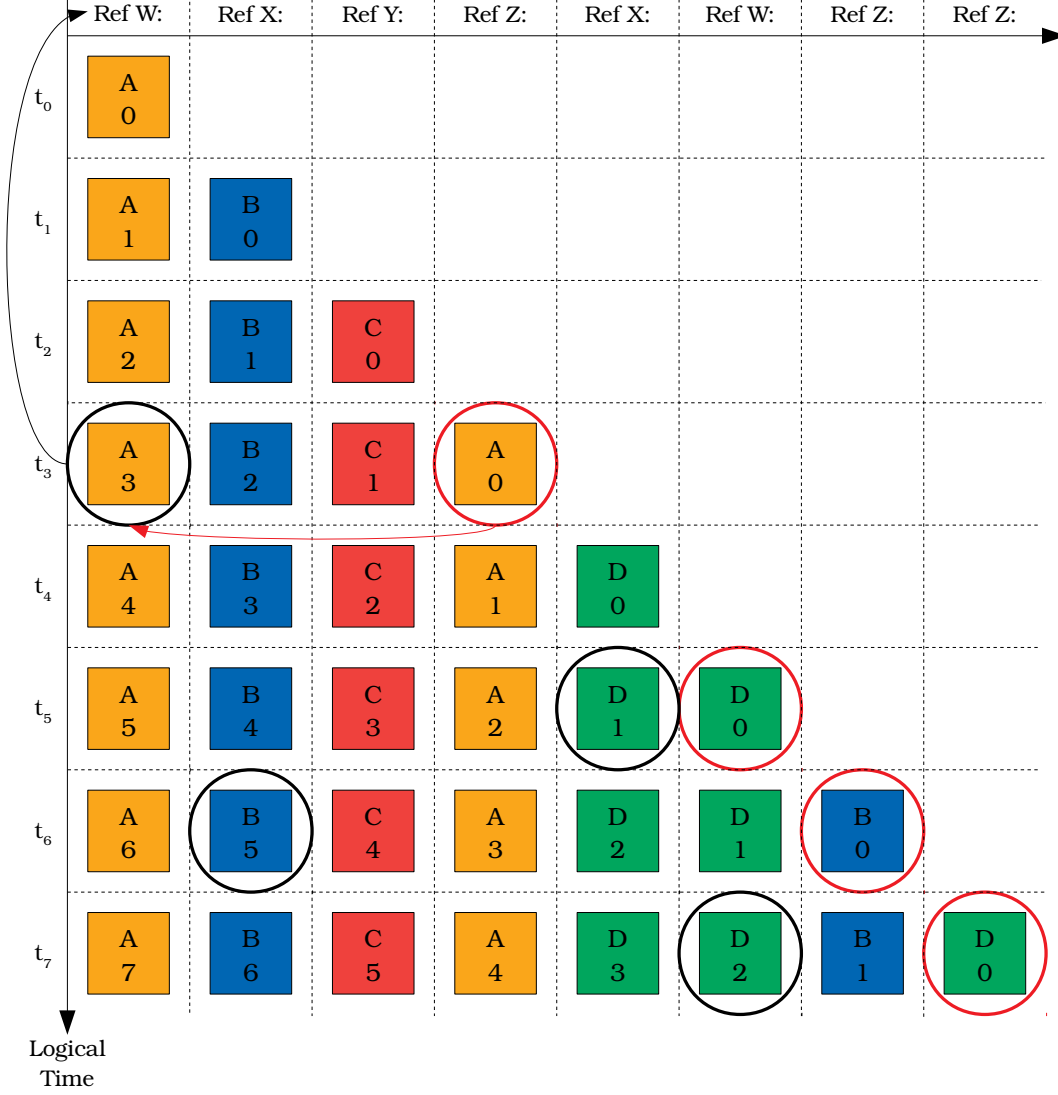 Ref W: Ref X: Ref Y: Ref Z: Ref X: Ref W: Ref Z: Ref Z:
t0
A
0
t1
A B
1 0
t2
A B C
2 1 0
t3
A B C A
3 2 1 0
t4
A B C A D
4 3 2 1 0
t5
A B C A D D
5 4 3 2 1 0
t6
A B C A D D B
6 5 4 3 2 1 0
t7
A B C A D D B D
7 6 5 4 3 2 1 0
Logical
Time